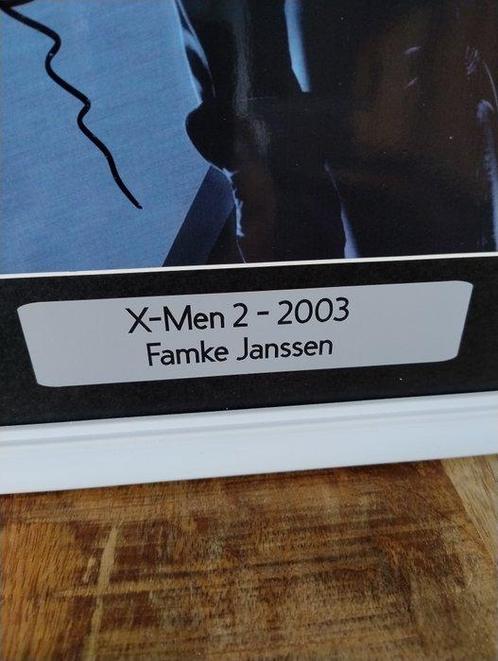 X-Men 2 - 2003
Famke Janssen